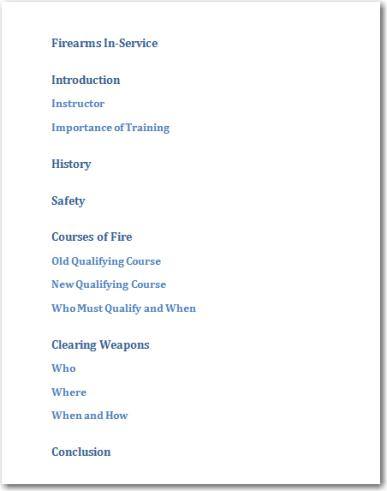 Firearms In-Service
Introduction
Instructor
Importance of Training
History
Safety
Courses of Fire
Old Qualifying Course
New Qualifying Course
Who Must Qualify and When
Clearing Weapons
Who
Where
When and How
Conclusion